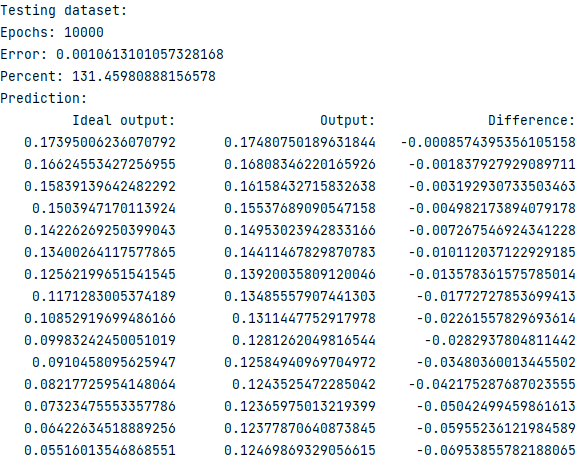 Testing dataset:
Epochs: 10000
Error: 0.0010613101057328168
Percent: 131.45980888156578
Prediction:
Ideal output: Output: Difference:
0.17395006236070792 0.17480750189631844 -0.0008574395356105158
0.16624553427256955 0.16808346220165926 -0.001837927929089711
0.15839139642482292 0.16158432715832638 -0.003192930733503463
0.1503947170113924 0.15537689090547158 -0.004982173894079178
0.14226269250399043 0.14953023942833166 -0.007267546924341228
0.13400264117577865 0.14411467829870783 -0.010112037122929185
0.12562199651541545 0.13920035809120046 -0.013578361575785014
0.1171283005374189 0.13485557907441303 -0.01772727853699413
0.10852919699486166 0.1311447752917978 -0.02261557829693614
0.09983242450051019 0.1281262049816544 -0.0282937804811442
0.0910458095625947 0.12584940969704972 -0.03480360013445502
0.08217725954148064 0.1243525472285042 -0.042175287687023555
0.07323475553357786 0.12365975013219399 -0.05042499459861613
0.06422634518889256 0.12377870640873845 -0.05955236121984589
0.05516013546868551 0.12469869329056615 -0.06953855782188065